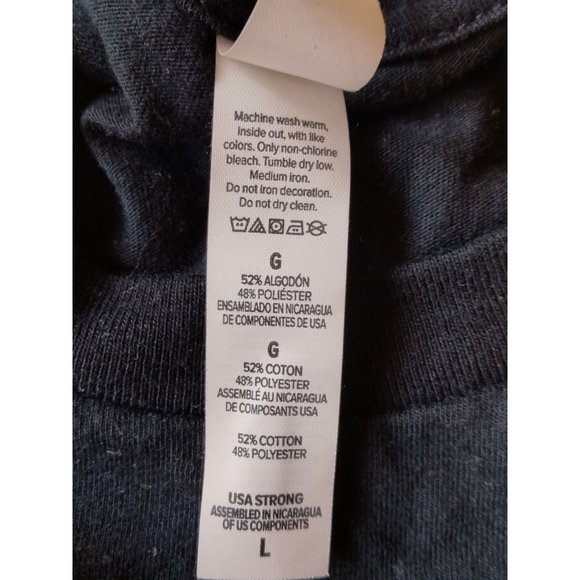 Machine wash warm,
inside out, with like
colors. Only non-chlorine
bleach. Tumble dry low.
Medium iron.
Do not iron decoration.
Do not dry clean.
G
52% ALGODÓN
48% POLIÉSTER
ENSAMBLADO EN NICARAGUA
DE COMPONENTES DE USA
G
52% COTON
48% POLYESTER
ASSEMBLÉ AU NICARAGUA
DE COMPOSANTS USA
52% COTTON
48% POLYESTER
USA STRONG
ASSEMBLED IN NICARAGUA
OF US COMPONENTS
L